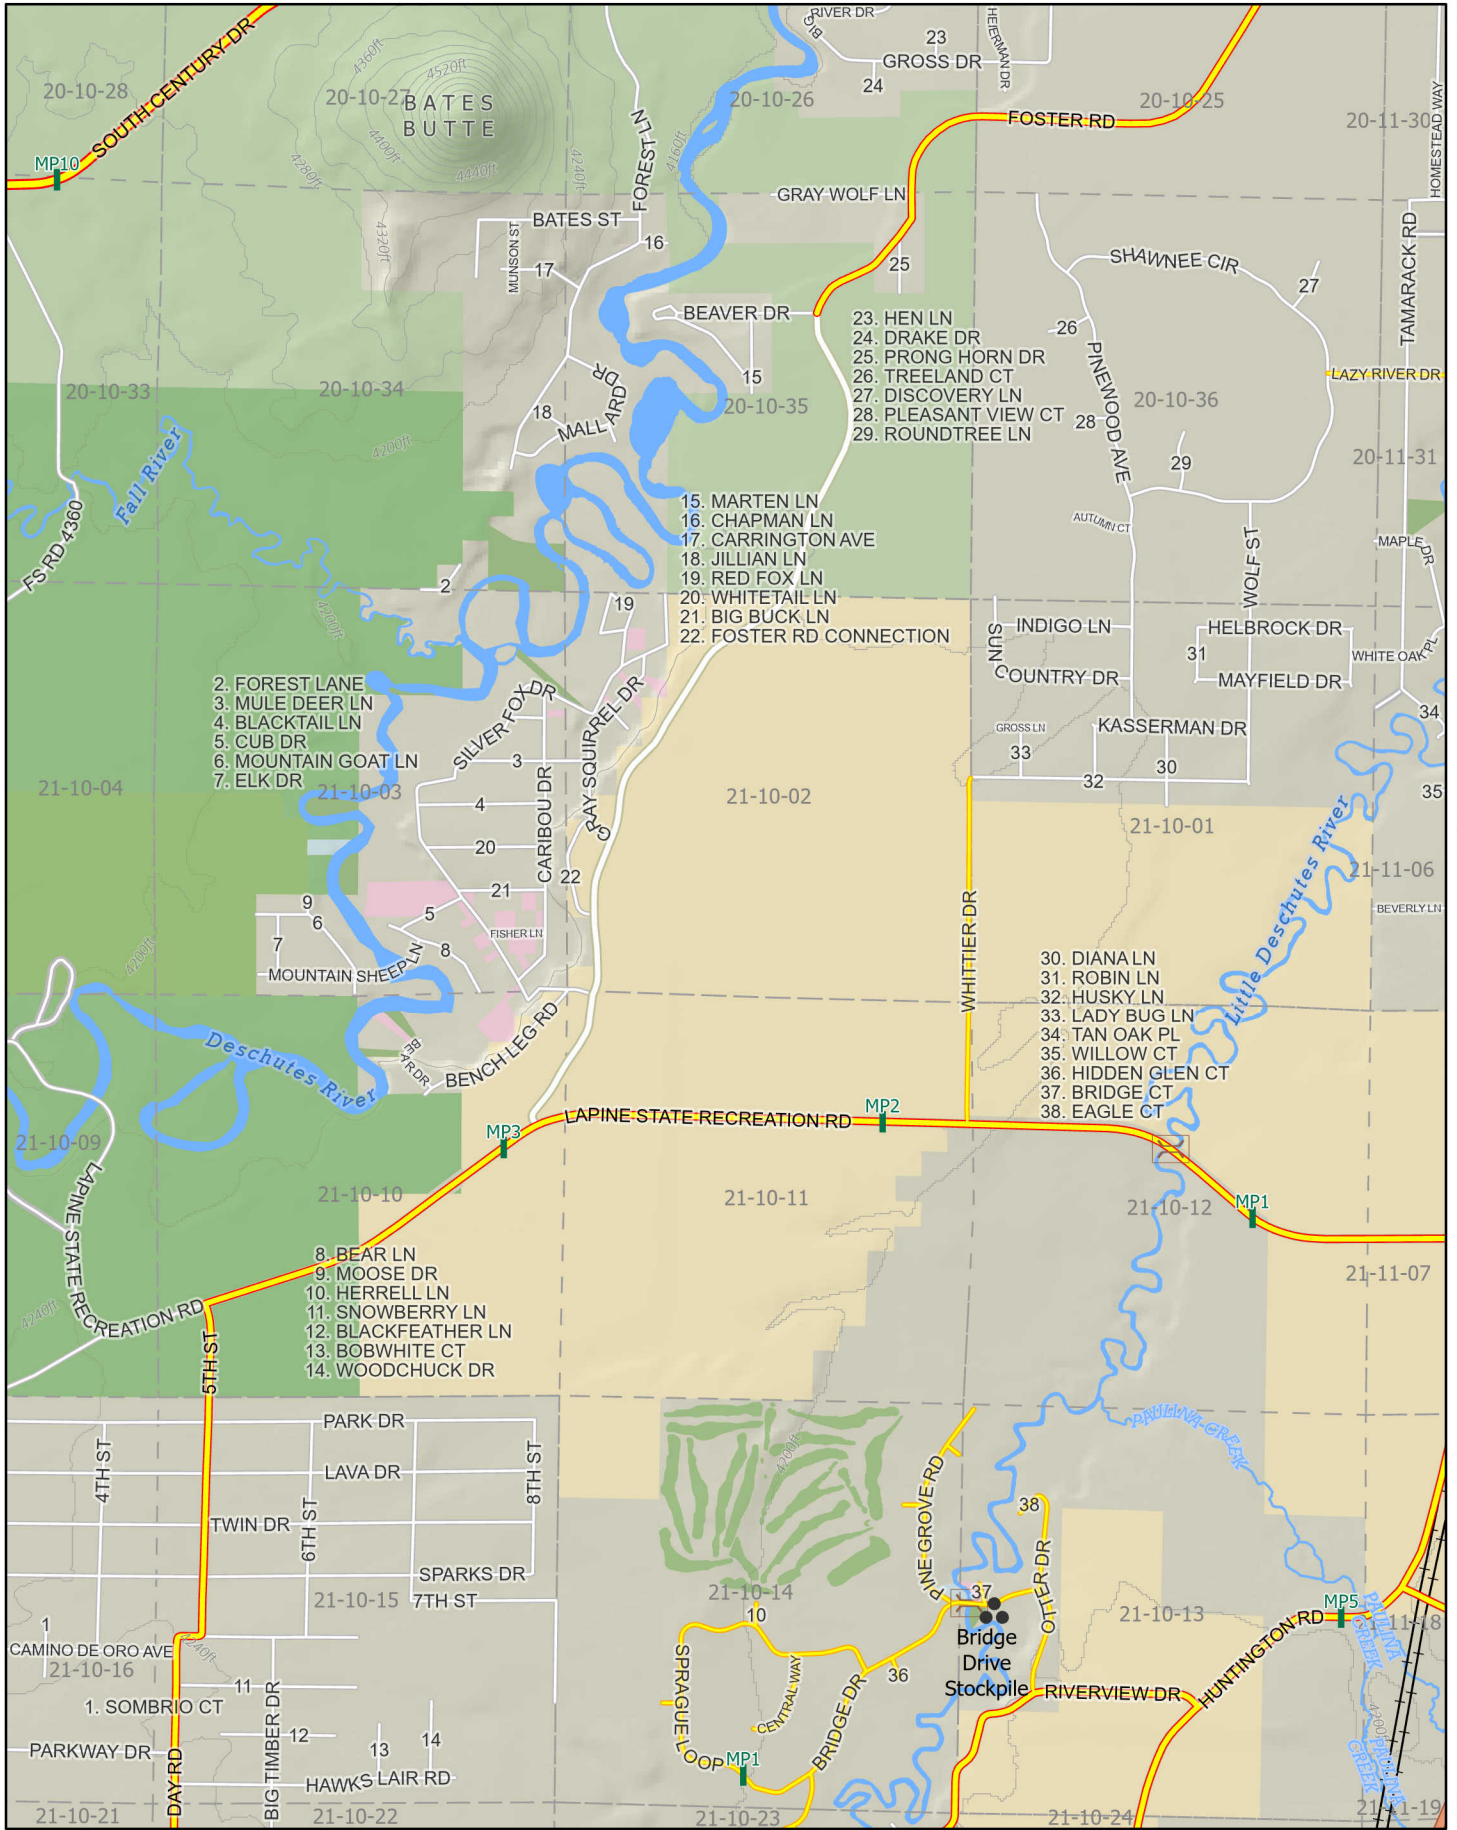 RIVER DR
BIG
23
GROSS DR
HEIERMAN DR
24
SOUTH CENTURY DR
20-10-28
4360ft
4520ft
20-10-27
BATES
BUTTE
4400ft
4280ft
4440ft
4240ft
4160ft
20-10-26
20-10-25
FOSTER RD
20-11-30
HOMESTEAD WAY
MP10
FOREST LN
GRAY WOLF LN
BATES ST
4320ft
MUNSON ST
16
17
25
TAMARACK RD
SHAWNEE CIR
27
BEAVER DR
26
PINEWOOD AVE
23. HEN LN
24. DRAKE DR
25. PRONG HORN DR
26. TREELAND CT
27. DISCOVERY LN
28. PLEASANT VIEW CT
29. ROUNDTREE LN
15
LAZY RIVER DR
20-10-33
20-10-34
20-10-35
20-10-36
18
MALLARD DR
28
4200ft
Fall River
29
20-11-31
FS RD 4360
15. MARTEN LN
16. CHAPMAN LN
17. CARRINGTON AVE
18. JILLIAN LN
19. RED FOX LN
20. WHITETAIL LN
21. BIG BUCK LN
22. FOSTER RD CONNECTION
AUTUMN CT
WOLF ST
MAPLE DR
2
4200ft
19
INDIGO LN
HELBROCK DR
SUN COUNTRY DR
31
WHITE OAK PL
MAYFIELD DR
2. FOREST LANE
3. MULE DEER LN
4. BLACKTAIL LN
5. CUB DR
6. MOUNTAIN GOAT LN
7. ELK DR
SILVER FOX DR
GRAY SQUIRREL DR
34
GROSS LN
KASSERMAN DR
33
3
30
32
35
21-10-04
21-10-03
21-10-02
21-10-01
4
CARIBOU DR
20
22
Little Deschutes River
21-11-06
21
5
9
6
BEVERLY LN
FISHER LN
WHITTIER DR
7
8
4200ft
MOUNTAIN SHEEP LN
30. DIANA LN
31. ROBIN LN
32. HUSKY LN
33. LADY BUG LN
34. TAN OAK PL
35. WILLOW CT
36. HIDDEN GLEN CT
37. BRIDGE CT
38. EAGLE CT
BENCH LEG RD
BEAR DR
Deschutes River
LAPINE STATE RECREATION RD
MP2
MP3
21-10-09
21-10-10
21-10-11
21-10-12
MP1
LAPINE STATE RECREATION RD
4240ft
21-11-07
8. BEAR LN
9. MOOSE DR
10. HERRELL LN
11. SNOWBERRY LN
12. BLACKFEATHER LN
13. BOBWHITE CT
14. WOODCHUCK DR
5TH ST
PARK DR
PAULINA CREEK
4TH ST
LAVA DR
8TH ST
4200ft
PINE GROVE RD
TWIN DR
6TH ST
38
SPARKS DR
OTTER DR
21-10-15
7TH ST
21-10-14
37
10
21-10-13
MP5
PAULINA CREEK
11-18
1
CAMINO DE ORO AVE
4240ft
21-10-16
Bridge
Drive
Stockpile
HUNTINGTON RD
SPRAGUE LOOP
CENTRAL WAY
36
RIVERVIEW DR
11
1. SOMBRIO CT
BIG TIMBER DR
BRIDGE DR
4200ft
12
13
14
PARKWAY DR
DAY RD
HAWKS LAIR RD
MP1
PAULINA CREEK
21-10-21
21-10-22
21-10-23
21-10-24
21-11-19